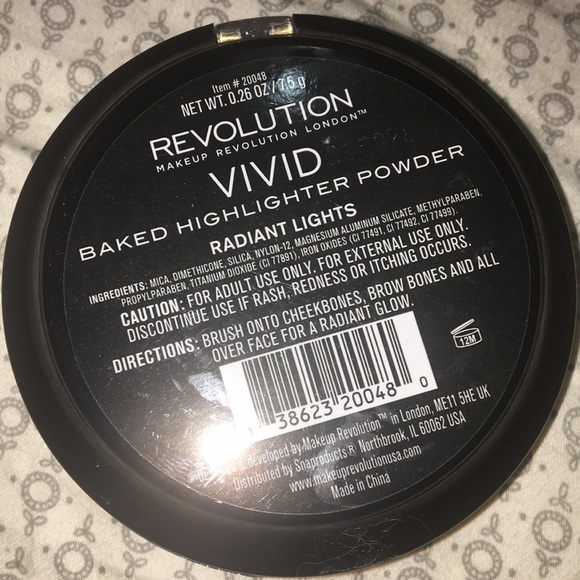 Item # 20048
NET WT. 0.26 OZ/7.5 g
REVOLUTION
MAKEUP REVOLUTION LONDON™
VIVID
BAKED HIGHLIGHTER POWDER
RADIANT LIGHTS
INGREDIENTS: MICA, DIMETHICONE, SILICA, NYLON-12, MAGNESIUM ALUMINUM SILICATE, METHYLPARABEN,
PROPYLPARABEN, TITANIUM DIOXIDE (CI 77891), IRON OXIDES (CI 77491, CI 77492, CI 77499).
CAUTION: FOR ADULT USE ONLY. FOR EXTERNAL USE ONLY.
DISCONTINUE USE IF RASH, REDNESS OR ITCHING OCCURS.
DIRECTIONS: BRUSH ONTO CHEEKBONES, BROW BONES AND ALL
OVER FACE FOR A RADIANT GLOW.
12M
38623 20048 0
& developed by Makeup Revolution™ in London, ME11 5HE UK
Distributed by Snaproducts® Northbrook, IL 60062 USA
www.makeuprevolutionusa.com
Made in China